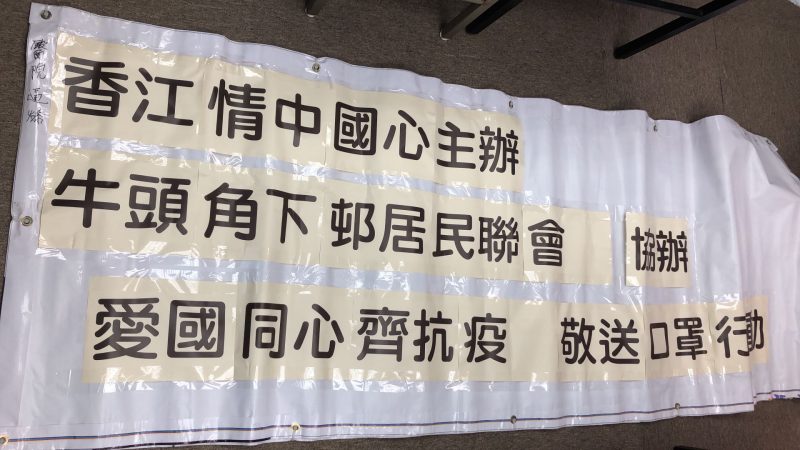 香江情中國心主辦
牛頭角下邨居民聯會 協辦
愛國同心齊抗疫 敬送口罩行動